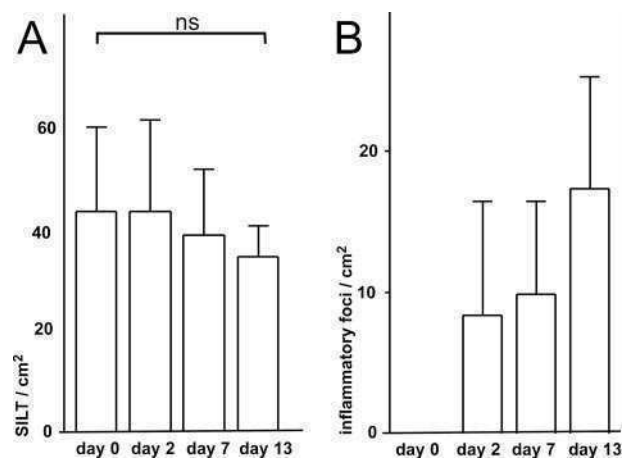 A
ns
SILT / cm²
60
40
20
0
day 0 day 2 day 7 day 13
B
inflammatory foci / cm²
20
10
0
day 0 day 2 day 7 day 13